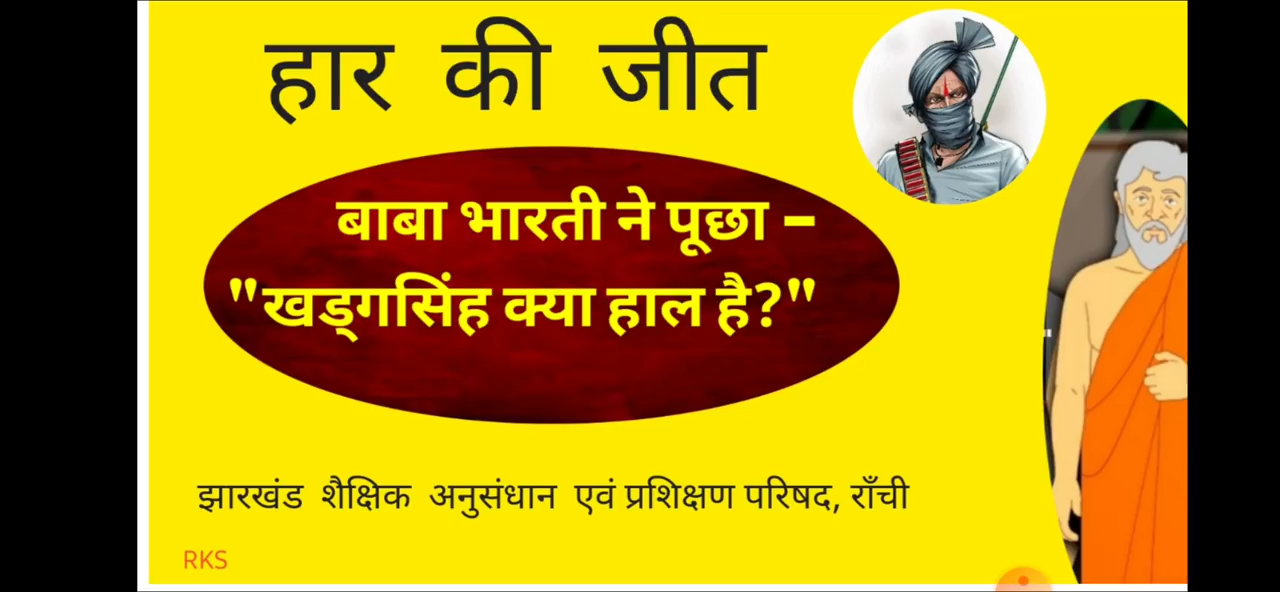 हार की जीत
बाबा भारती ने पूछा –
"खड्गसिंह क्या हाल है?"
झारखंड शैक्षिक अनुसंधान एवं प्रशिक्षण परिषद, राँची
RKS